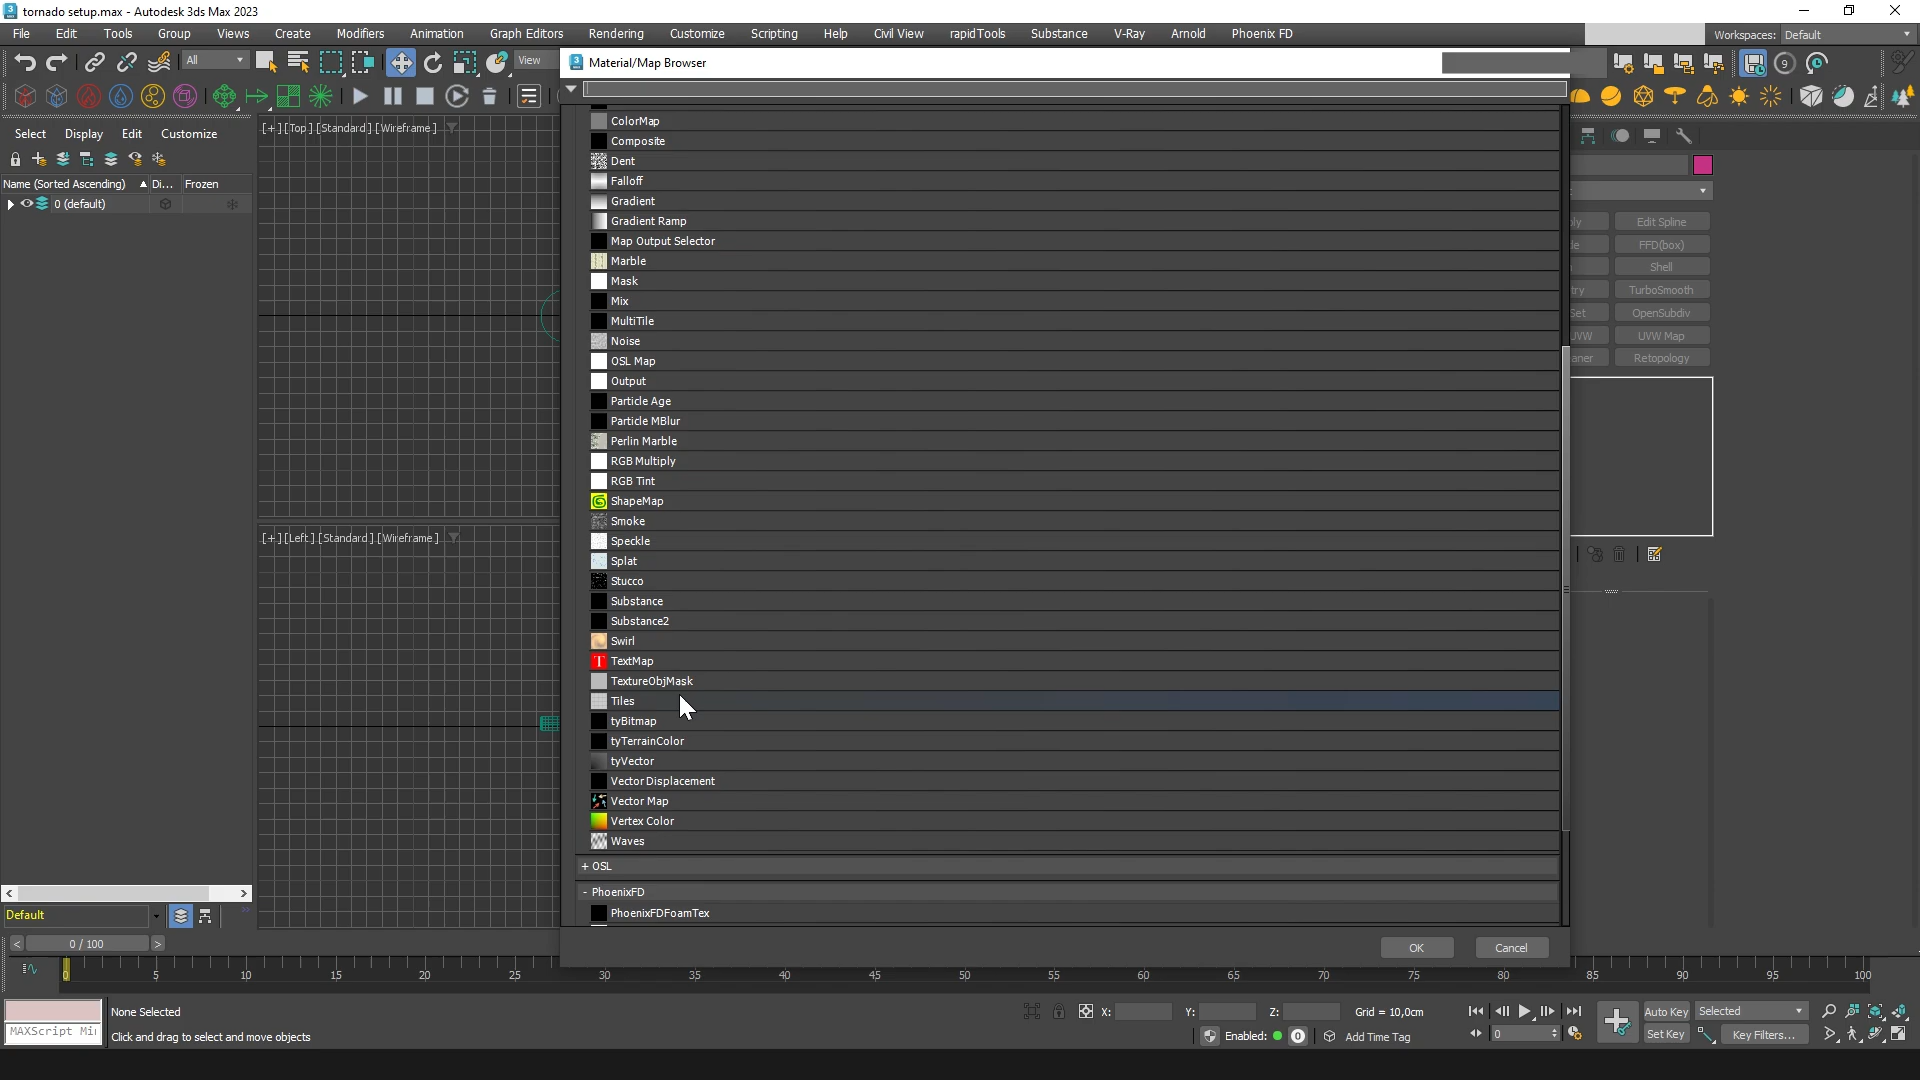 tornado setup.max - Autodesk 3ds Max 2023
File Edit Tools Group Views Create Modifiers Animation Graph Editors Rendering Customize Scripting Help Civil View rapidTools Substance V-Ray Arnold Phoenix FD
Workspaces: Default
All
View
Material/Map Browser
Select Display Edit Customize
[+] [Top] [Standard] [Wireframe]
Name (Sorted Ascending) Di... Frozen
0 (default)
ColorMap
Composite
Dent
Falloff
Gradient
Gradient Ramp
Map Output Selector
Marble
Mask
Mix
MultiTile
Noise
OSL Map
Output
Particle Age
Particle MBlur
Perlin Marble
RGB Multiply
RGB Tint
ShapeMap
Smoke
Speckle
Splat
Stucco
Substance
Substance2
Swirl
TextMap
TextureObjMask
Tiles
tyBitmap
tyTerrainColor
tyVector
Vector Displacement
Vector Map
Vertex Color
Waves
+ OSL
- PhoenixFD
PhoenixFDFoamTex
OK Cancel
Edit Spline
FFD(box)
Shell
TurboSmooth
OpenSubdiv
UVW UVW Map
Retopology
[+] [Left] [Standard] [Wireframe]
Default
< 0 / 100 >
0 5 10 15 20 25 30 35 40 45 50 55 60 65 70 75 80 85 90 95 100
None Selected
X: Y: Z: Grid = 10,0cm
Auto Key Selected
MAXScript Mi
Click and drag to select and move objects
Enabled: 0 Add Time Tag
0
Set Key Key Filters...